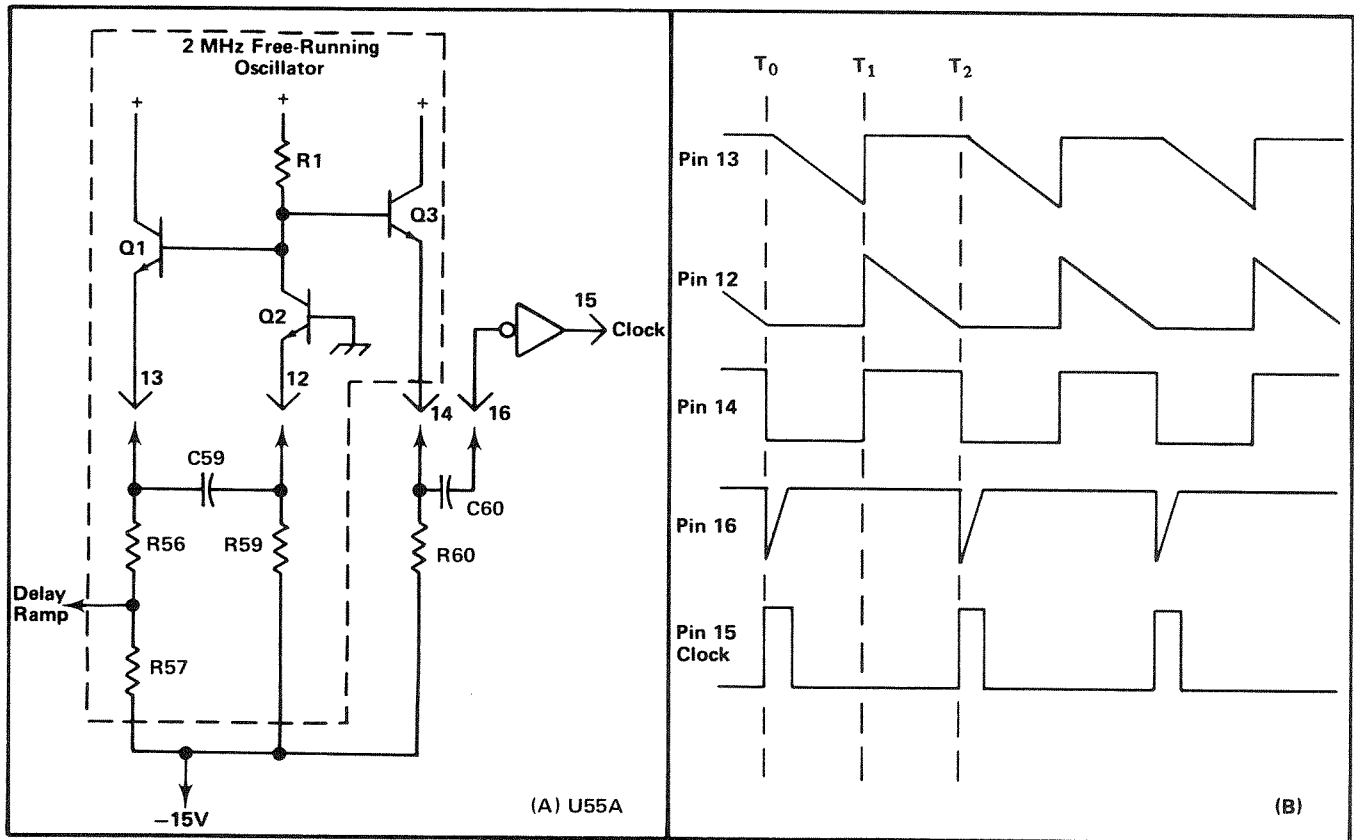 2 MHz Free-Running
Oscillator
+
+
+
R1
Q1
Q3
Q2
15
Clock
13
12
14
16
C59
C60
R56
R59
R60
Delay
Ramp
R57
−15V
(A) U55A
T0
T1
T2
Pin 13
Pin 12
Pin 14
Pin 16
Pin 15
Clock
(B)